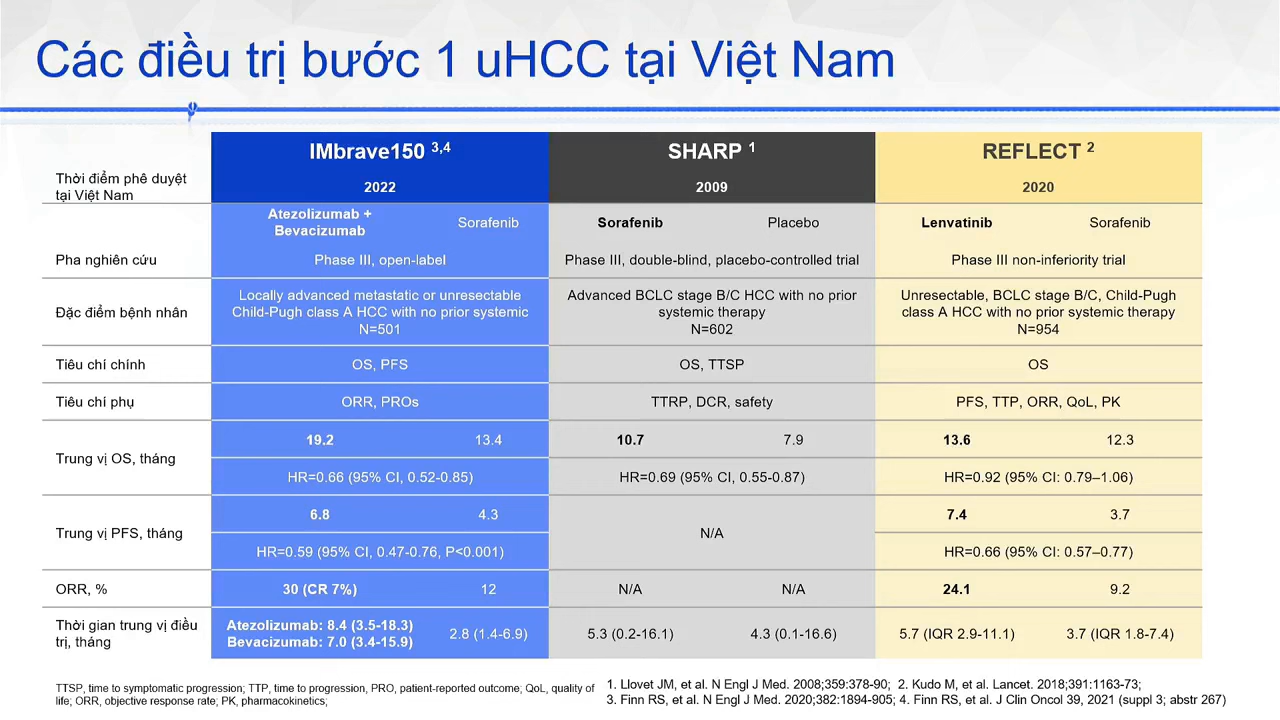 Các điều trị bước 1 uHCC tại Việt Nam
Thời điểm phê duyệt
tại Việt Nam
IMbrave150 3,4
2022
SHARP 1
2009
REFLECT 2
2020
Atezolizumab +
Bevacizumab
Sorafenib
Sorafenib
Placebo
Lenvatinib
Sorafenib
Pha nghiên cứu
Phase III, open-label
Phase III, double-blind, placebo-controlled trial
Phase III non-inferiority trial
Đặc điểm bệnh nhân
Locally advanced metastatic or unresectable
Child-Pugh class A HCC with no prior systemic
N=501
Advanced BCLC stage B/C HCC with no prior
systemic therapy
N=602
Unresectable, BCLC stage B/C, Child-Pugh
class A HCC with no prior systemic therapy
N=954
Tiêu chí chính
OS, PFS
OS, TTSP
OS
Tiêu chí phụ
ORR, PROs
TTRP, DCR, safety
PFS, TTP, ORR, QoL, PK
Trung vị OS, tháng
19.2
13.4
10.7
7.9
13.6
12.3
HR=0.66 (95% CI, 0.52-0.85)
HR=0.69 (95% CI, 0.55-0.87)
HR=0.92 (95% CI: 0.79–1.06)
Trung vị PFS, tháng
6.8
4.3
N/A
7.4
3.7
HR=0.59 (95% CI, 0.47-0.76, P<0.001)
HR=0.66 (95% CI: 0.57–0.77)
ORR, %
30 (CR 7%)
12
N/A
N/A
24.1
9.2
Thời gian trung vị điều
trị, tháng
Atezolizumab: 8.4 (3.5-18.3)
Bevacizumab: 7.0 (3.4-15.9)
2.8 (1.4-6.9)
5.3 (0.2-16.1)
4.3 (0.1-16.6)
5.7 (IQR 2.9-11.1)
3.7 (IQR 1.8-7.4)
TTSP, time to symptomatic progression; TTP, time to progression, PRO, patient-reported outcome; QoL, quality of
life; ORR, objective response rate; PK, pharmacokinetics;
1. Llovet JM, et al. N Engl J Med. 2008;359:378-90; 2. Kudo M, et al. Lancet. 2018;391:1163-73;
3. Finn RS, et al. N Engl J Med. 2020;382:1894-905; 4. Finn RS, et al. J Clin Oncol 39, 2021 (suppl 3; abstr 267)